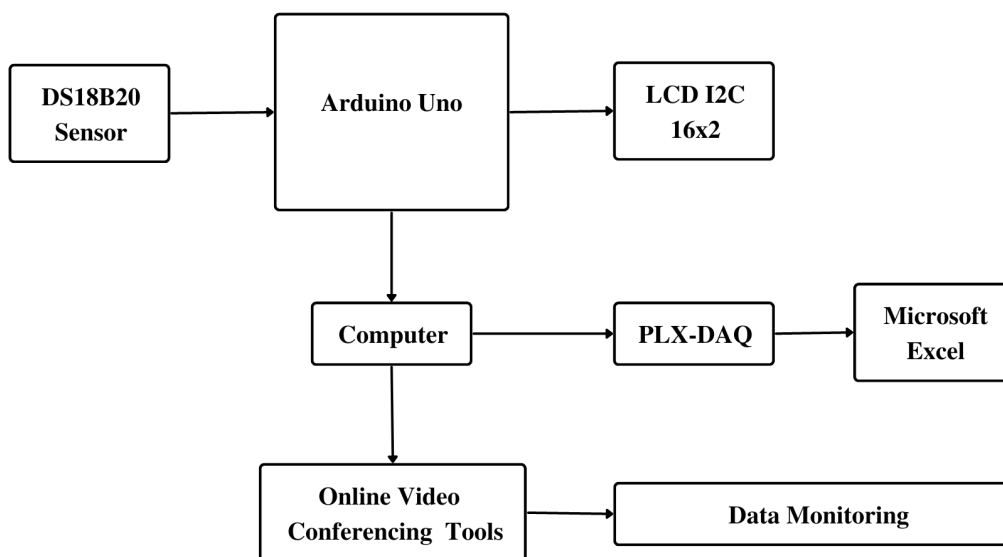 DS18B20
Sensor
Arduino Uno
LCD I2C
16x2
Computer
PLX-DAQ
Microsoft
Excel
Online Video
Conferencing Tools
Data Monitoring